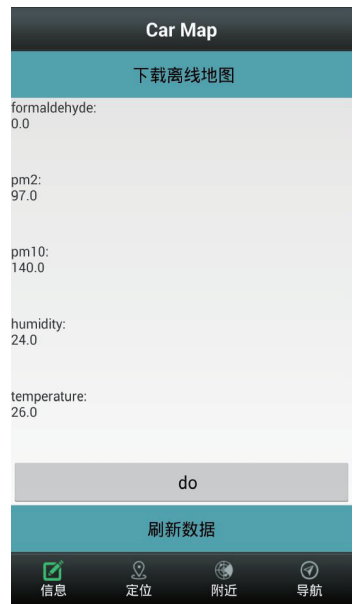 Car Map
下载离线地图
formaldehyde:
0.0
pm2:
97.0
pm10:
140.0
humidity:
24.0
temperature:
26.0
do
刷新数据
信息 定位 附近 导航